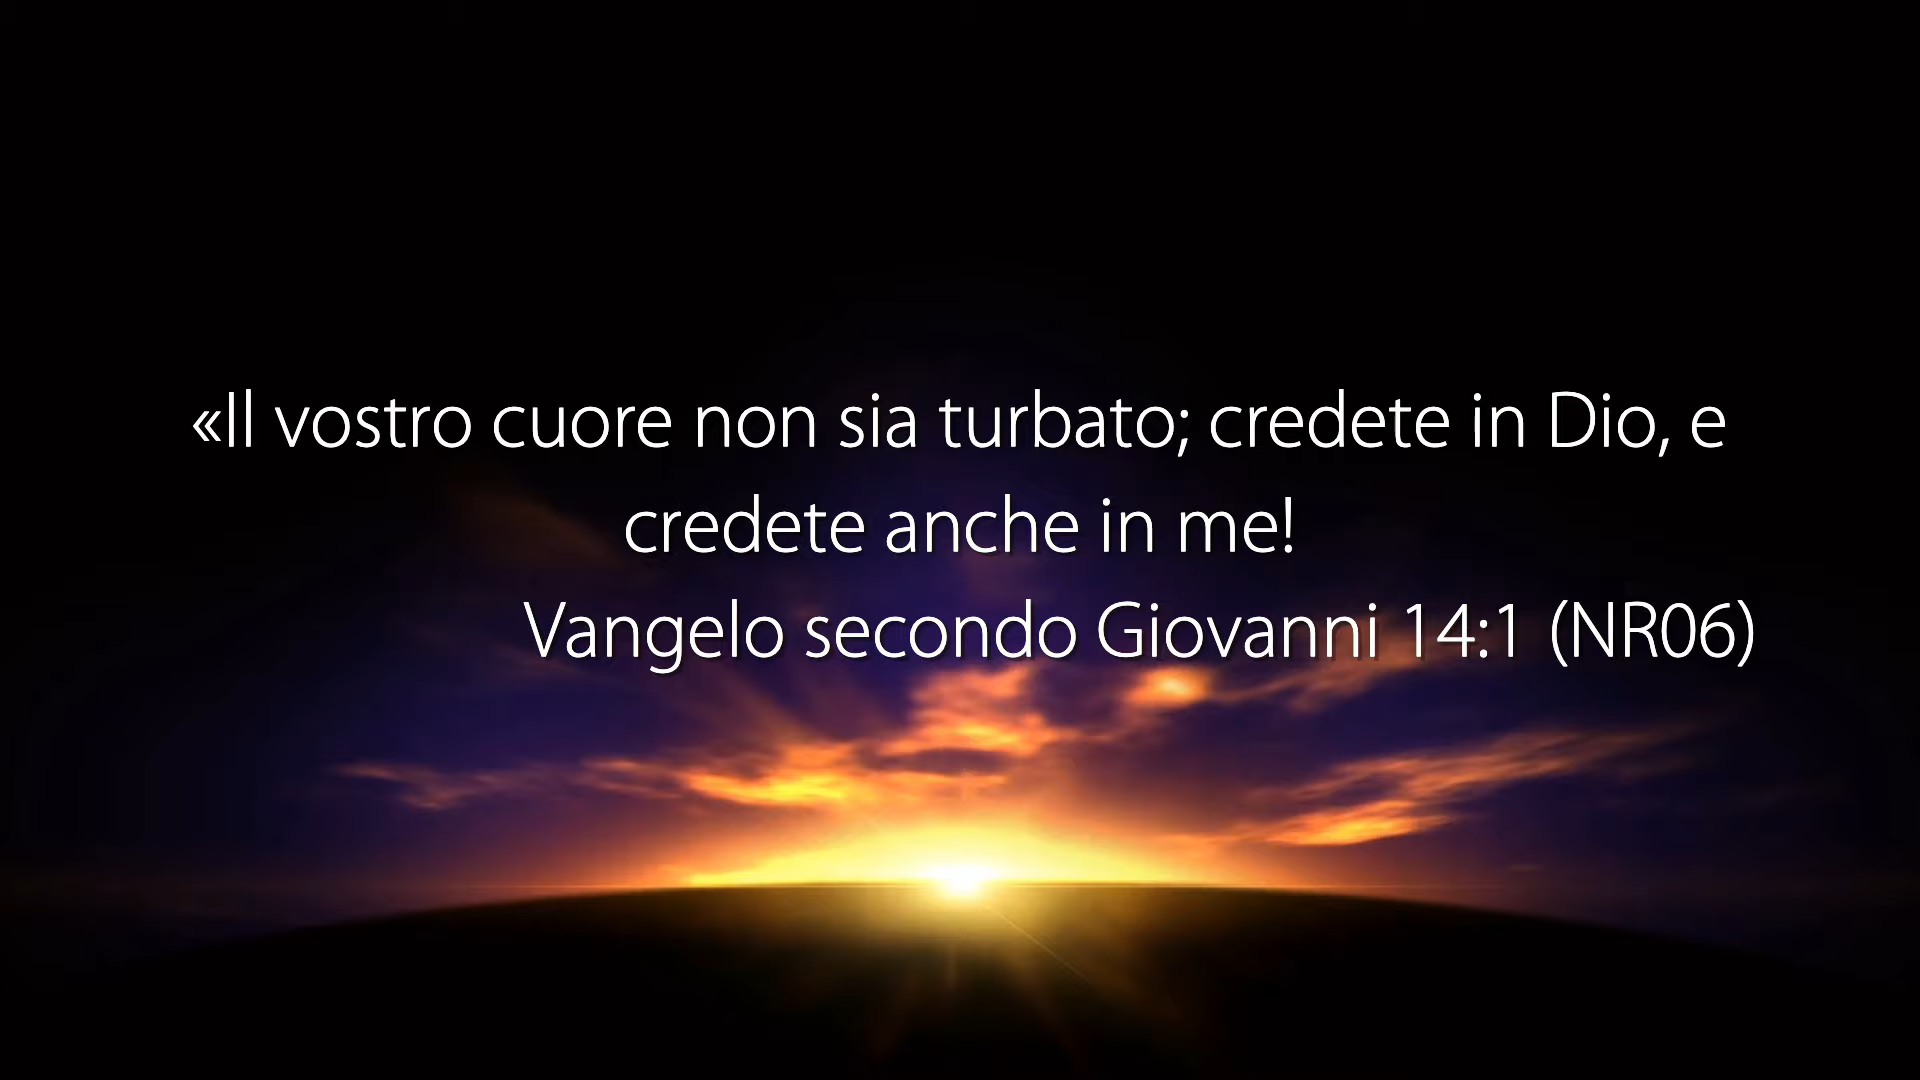 «Il vostro cuore non sia turbato; credete in Dio, e
credete anche in me!
Vangelo secondo Giovanni 14:1 (NR06)